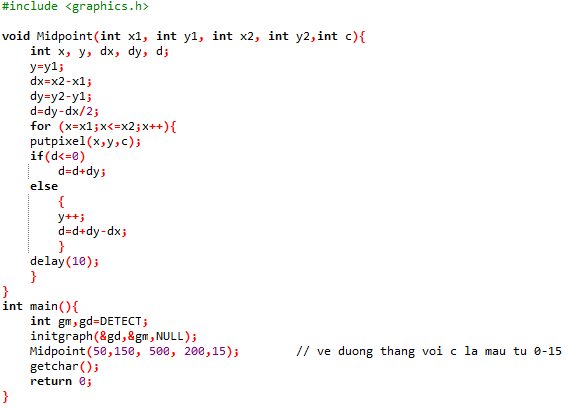 #include <graphics.h>
void Midpoint(int x1, int y1, int x2, int y2,int c){
int x, y, dx, dy, d;
y=y1;
dx=x2-x1;
dy=y2-y1;
d=dy-dx/2;
for (x=x1;x<=x2;x++){
putpixel(x,y,c);
if(d<=0)
d=d+dy;
else
{
y++;
d=d+dy-dx;
}
delay(10);
}
}
int main(){
int gm,gd=DETECT;
initgraph(&gd,&gm,NULL);
Midpoint(50,150, 500, 200,15); // ve duong thang voi c la mau tu 0-15
getchar();
return 0;
}